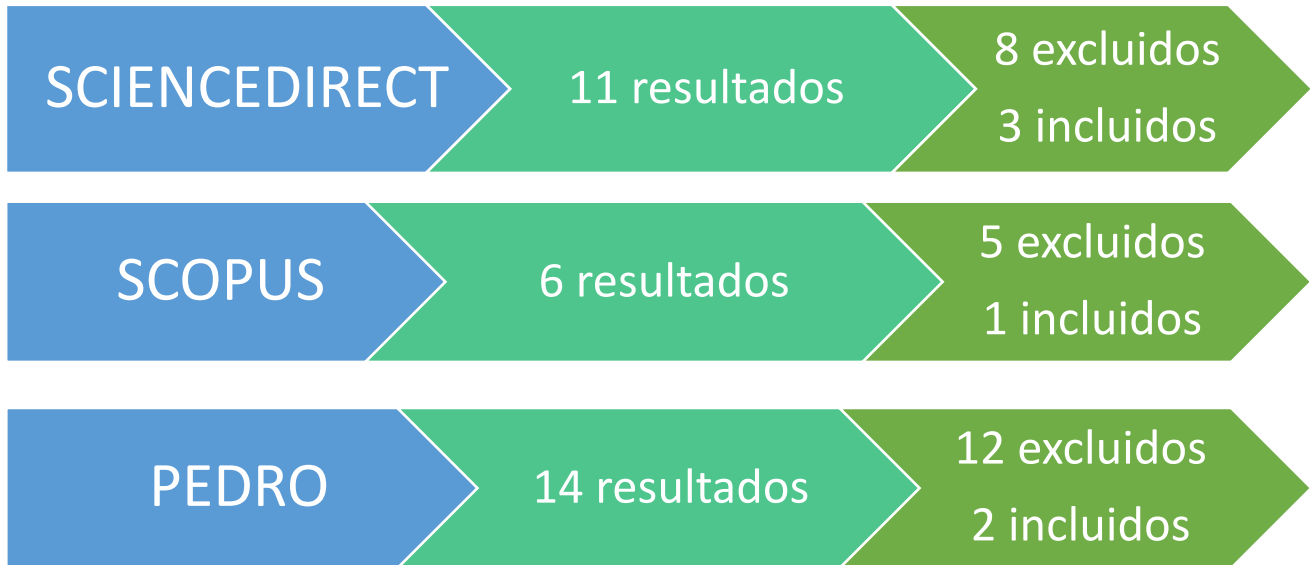 SCIENCEDIRECT
11 resultados
8 excluidos
3 incluidos
SCOPUS
6 resultados
5 excluidos
1 incluidos
PEDRO
14 resultados
12 excluidos
2 incluidos